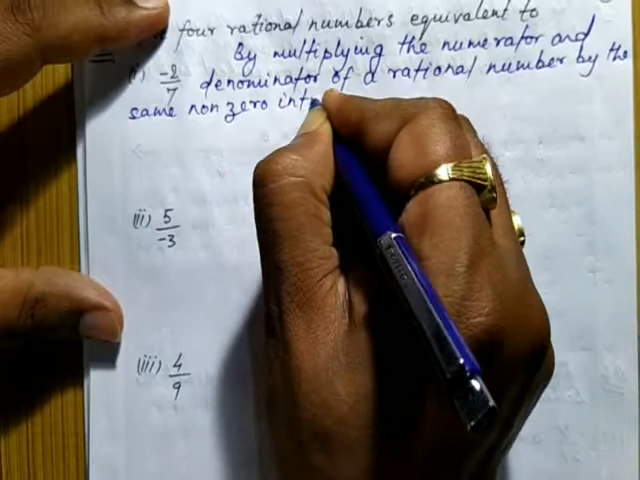 four rational numbers equivalent to
By multiplying the numerator and
(i) -2/7 denominator of a rational number by the
same non zero int
(ii) 5/-3
(iii) 4/9